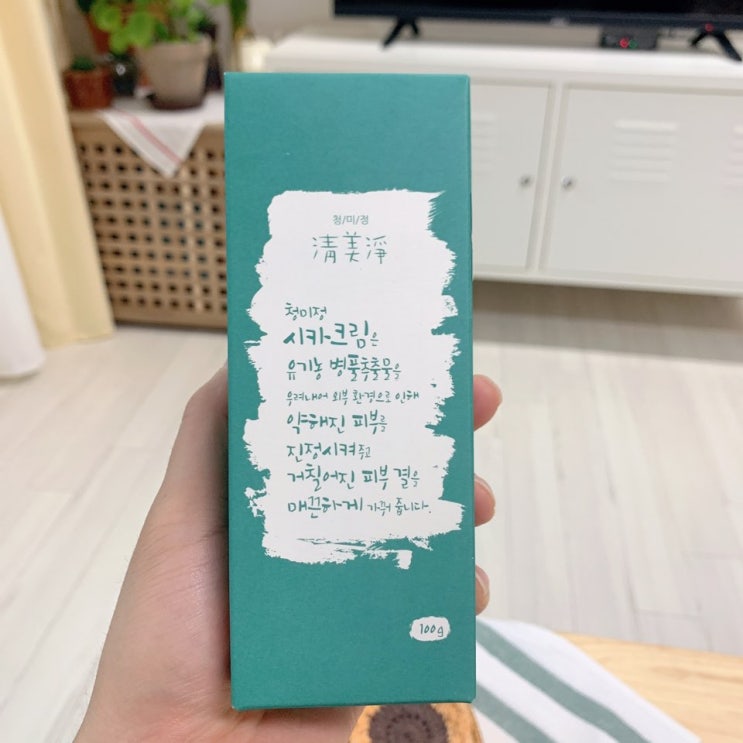 청/미/정
清美淨
청미정
시카크림은
유기농 병풀추출물을
우려내어 외부 환경으로 인해
약해진 피부를
진정시켜주고
거칠어진 피부결을
매끈하게 가꿔 줍니다.
100g